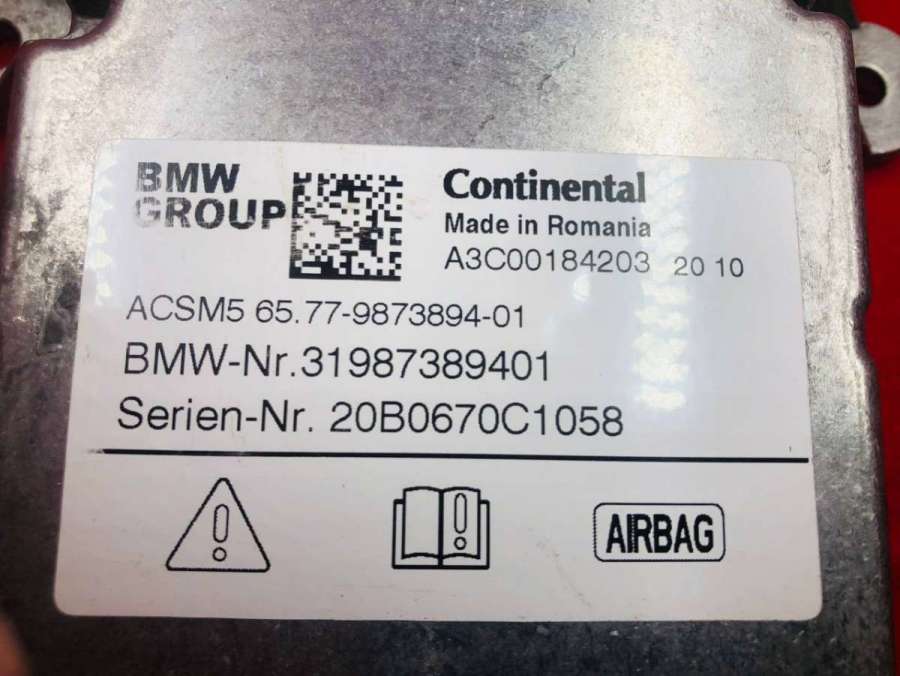 BMW
GROUP
Continental
Made in Romania
A3C00184203 20 10
ACSM5 65.77-9873894-01
BMW-Nr.31987389401
Serien-Nr. 20B0670C1058
AIRBAG